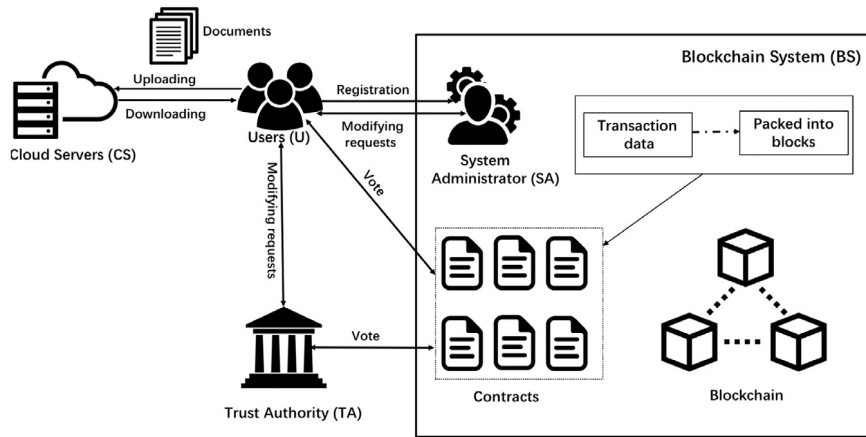 Documents
Uploading
Downloading
Cloud Servers (CS)
Users (U)
Registration
Modifying
requests
System
Administrator (SA)
Blockchain System (BS)
Transaction
data
Packed into
blocks
Vote
Modifying requests
Vote
Trust Authority (TA)
Contracts
Blockchain